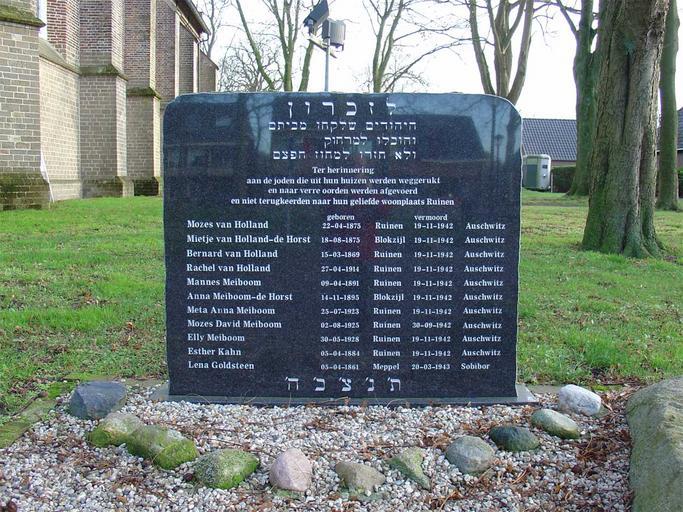 לזכרון
היהודים שלקחו מביתם
והובלו למרחוק
ולא חזרו למחוז חפצם
Ter herinnering
aan de joden die uit hun huizen werden weggerukt
en naar verre oorden werden afgevoerd
en niet terugkeerden naar hun geliefde woonplaats Ruinen
geboren vermoord
Mozes van Holland 22-04-1875 Ruinen 19-11-1942 Auschwitz
Mietje van Holland-de Horst 18-08-1875 Blokzijl 19-11-1942 Auschwitz
Bernard van Holland 15-03-1869 Ruinen 19-11-1942 Auschwitz
Rachel van Holland 27-04-1914 Ruinen 19-11-1942 Auschwitz
Mannes Meiboom 09-04-1891 Ruinen 19-11-1942 Auschwitz
Anna Meiboom-de Horst 14-11-1895 Blokzijl 19-11-1942 Auschwitz
Meta Anna Meiboom 25-07-1923 Ruinen 19-11-1942 Auschwitz
Mozes David Meiboom 02-08-1925 Ruinen 30-09-1942 Auschwitz
Elly Meiboom 30-05-1928 Ruinen 19-11-1942 Auschwitz
Esther Kahn 05-04-1884 Ruinen 19-11-1942 Auschwitz
Lena Goldsteen 05-04-1861 Meppel 20-03-1943 Sobibor
ת'נ'צ'ב'ה'